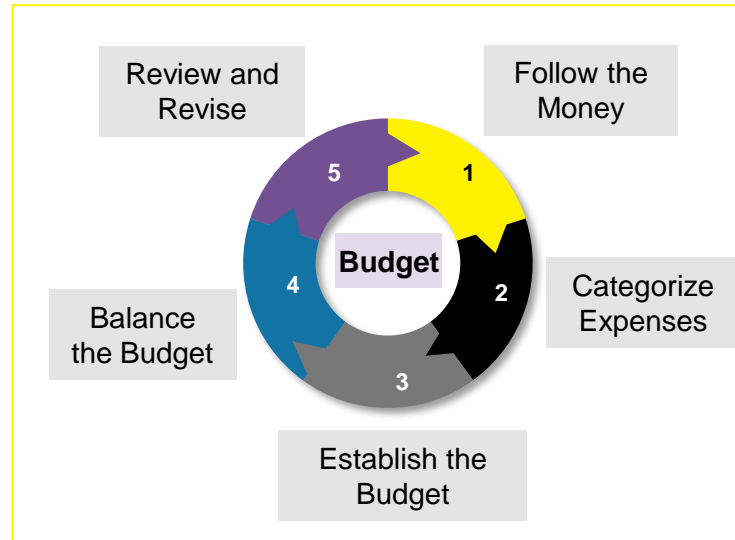 Review and
Revise
Follow the
Money
5
1
Budget
4
2
Balance
the Budget
Categorize
Expenses
3
Establish the
Budget